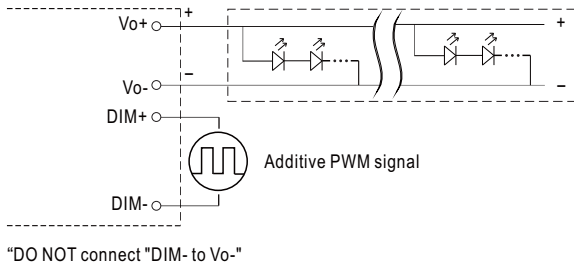 Vo+
+
+
Vo-
−
−
DIM+
Additive PWM signal
DIM-
“DO NOT connect "DIM- to Vo-"